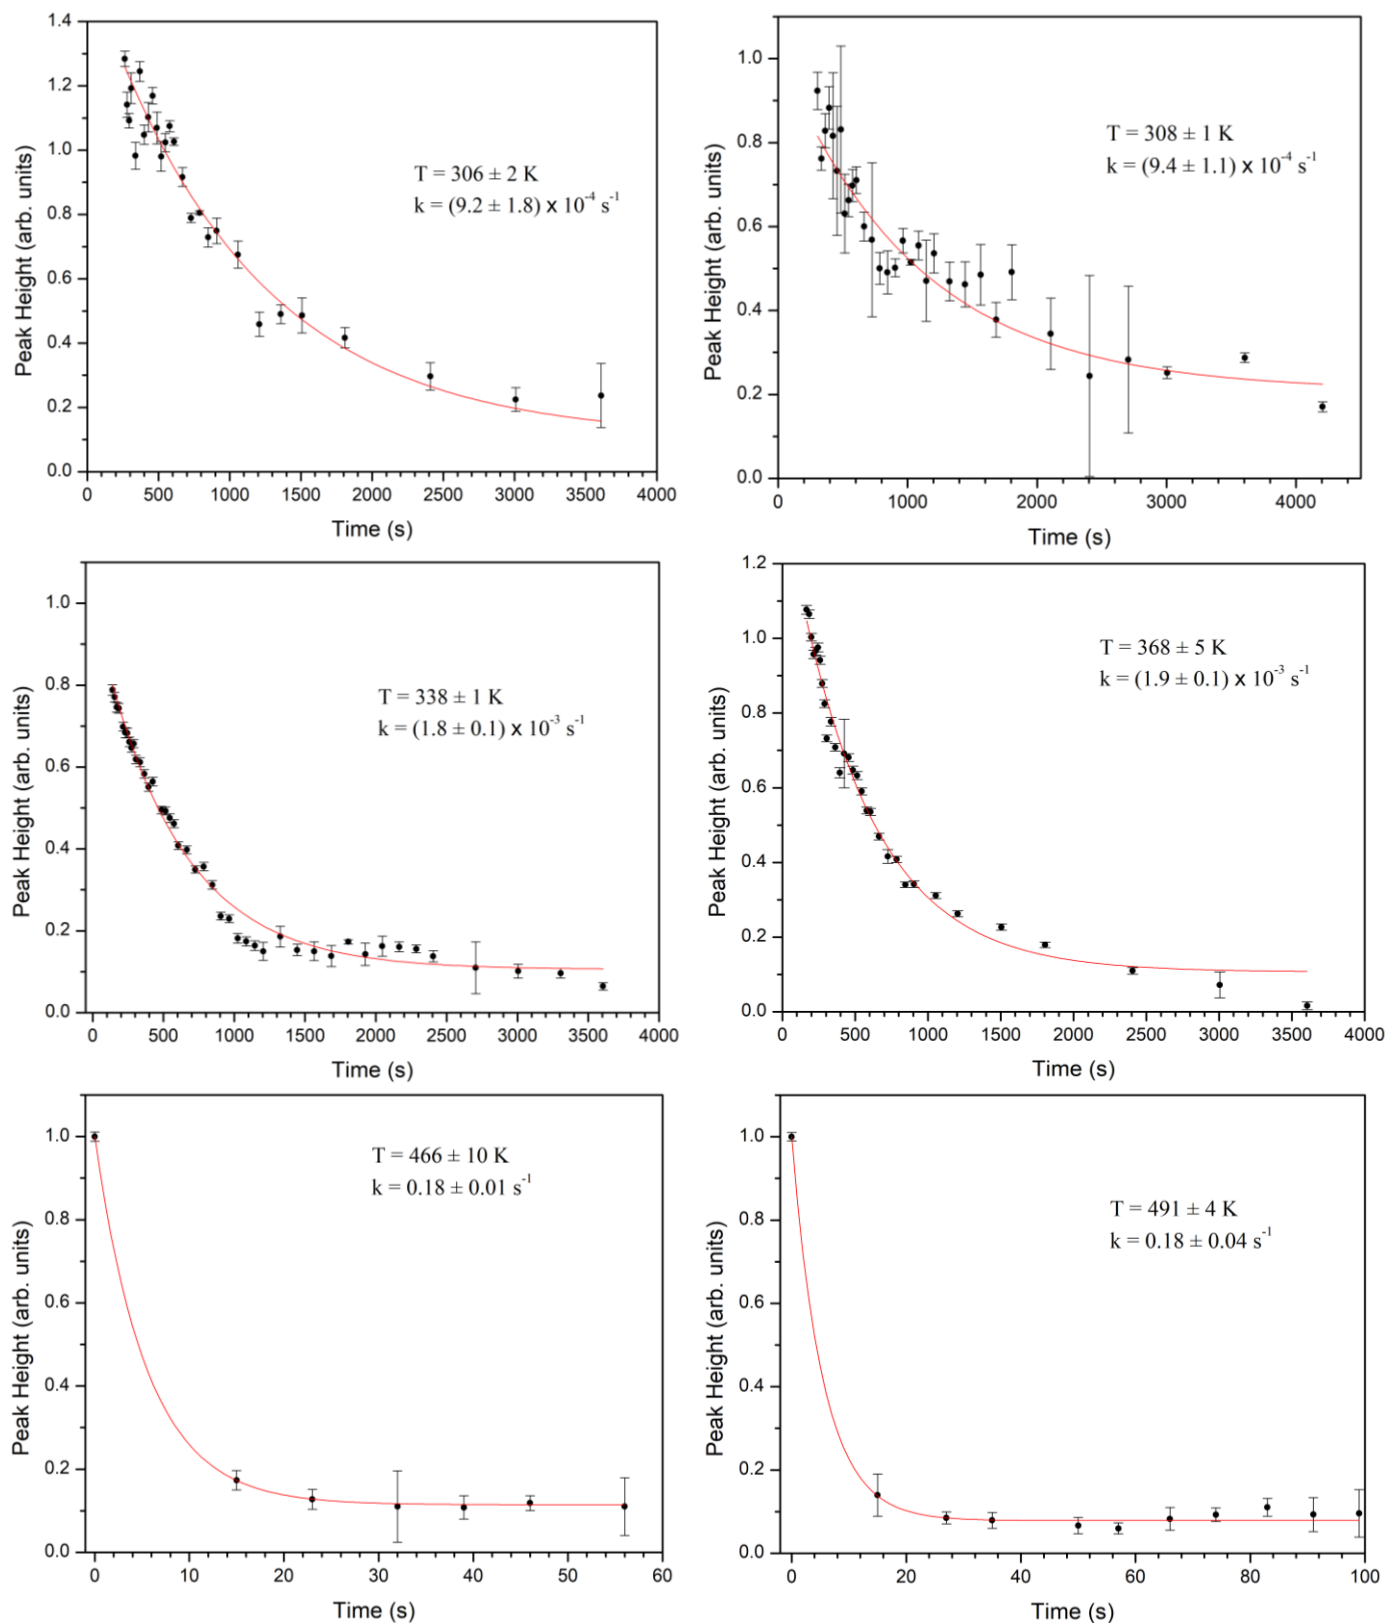 1.4
1.2
1.0
0.8
0.6
0.4
0.2
0.0
Peak Height (arb. units)
T = 306 ± 2 K
k = (9.2 ± 1.8) x 10⁻⁴ s⁻¹
0 500 1000 1500 2000 2500 3000 3500 4000
Time (s)
1.0
0.8
0.6
0.4
0.2
0.0
Peak Height (arb. units)
T = 308 ± 1 K
k = (9.4 ± 1.1) x 10⁻⁴ s⁻¹
0 1000 2000 3000 4000
Time (s)
1.0
0.8
0.6
0.4
0.2
0.0
Peak Height (arb. units)
T = 338 ± 1 K
k = (1.8 ± 0.1) x 10⁻³ s⁻¹
0 500 1000 1500 2000 2500 3000 3500 4000
Time (s)
1.2
1.0
0.8
0.6
0.4
0.2
0.0
Peak Height (arb. units)
T = 368 ± 5 K
k = (1.9 ± 0.1) x 10⁻³ s⁻¹
0 500 1000 1500 2000 2500 3000 3500 4000
Time (s)
1.0
0.8
0.6
0.4
0.2
0.0
Peak Height (arb. units)
T = 466 ± 10 K
k = 0.18 ± 0.01 s⁻¹
0 10 20 30 40 50 60
Time (s)
1.0
0.8
0.6
0.4
0.2
0.0
Peak Height (arb. units)
T = 491 ± 4 K
k = 0.18 ± 0.04 s⁻¹
0 20 40 60 80 100
Time (s)